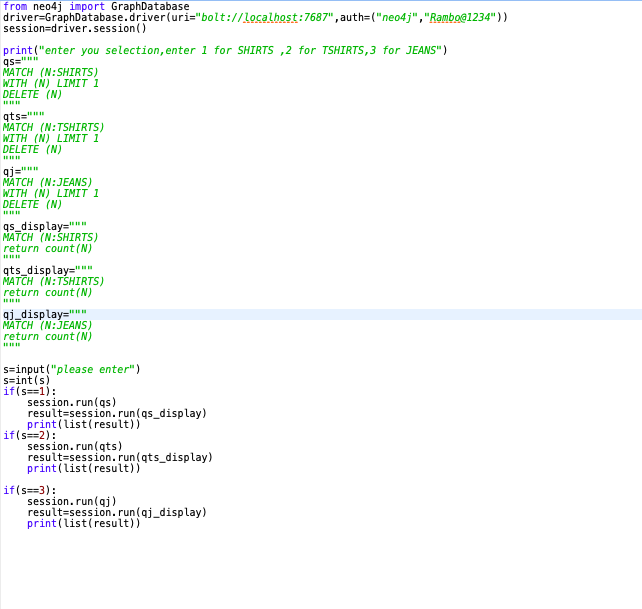 from neo4j import GraphDatabase
driver=GraphDatabase.driver(uri="bolt://localhost:7687",auth=("neo4j","Rambo@1234"))
session=driver.session()
print("enter you selection,enter 1 for SHIRTS ,2 for TSHIRTS,3 for JEANS")
qs="""
MATCH (N:SHIRTS)
WITH (N) LIMIT 1
DELETE (N)
"""
qts="""
MATCH (N:TSHIRTS)
WITH (N) LIMIT 1
DELETE (N)
"""
qj="""
MATCH (N:JEANS)
WITH (N) LIMIT 1
DELETE (N)
"""
qs_display="""
MATCH (N:SHIRTS)
return count(N)
"""
qts_display="""
MATCH (N:TSHIRTS)
return count(N)
"""
qj_display="""
MATCH (N:JEANS)
return count(N)
"""
s=input("please enter")
s=int(s)
if(s==1):
    session.run(qs)
    result=session.run(qs_display)
    print(list(result))
if(s==2):
    session.run(qts)
    result=session.run(qts_display)
    print(list(result))
if(s==3):
    session.run(qj)
    result=session.run(qj_display)
    print(list(result))